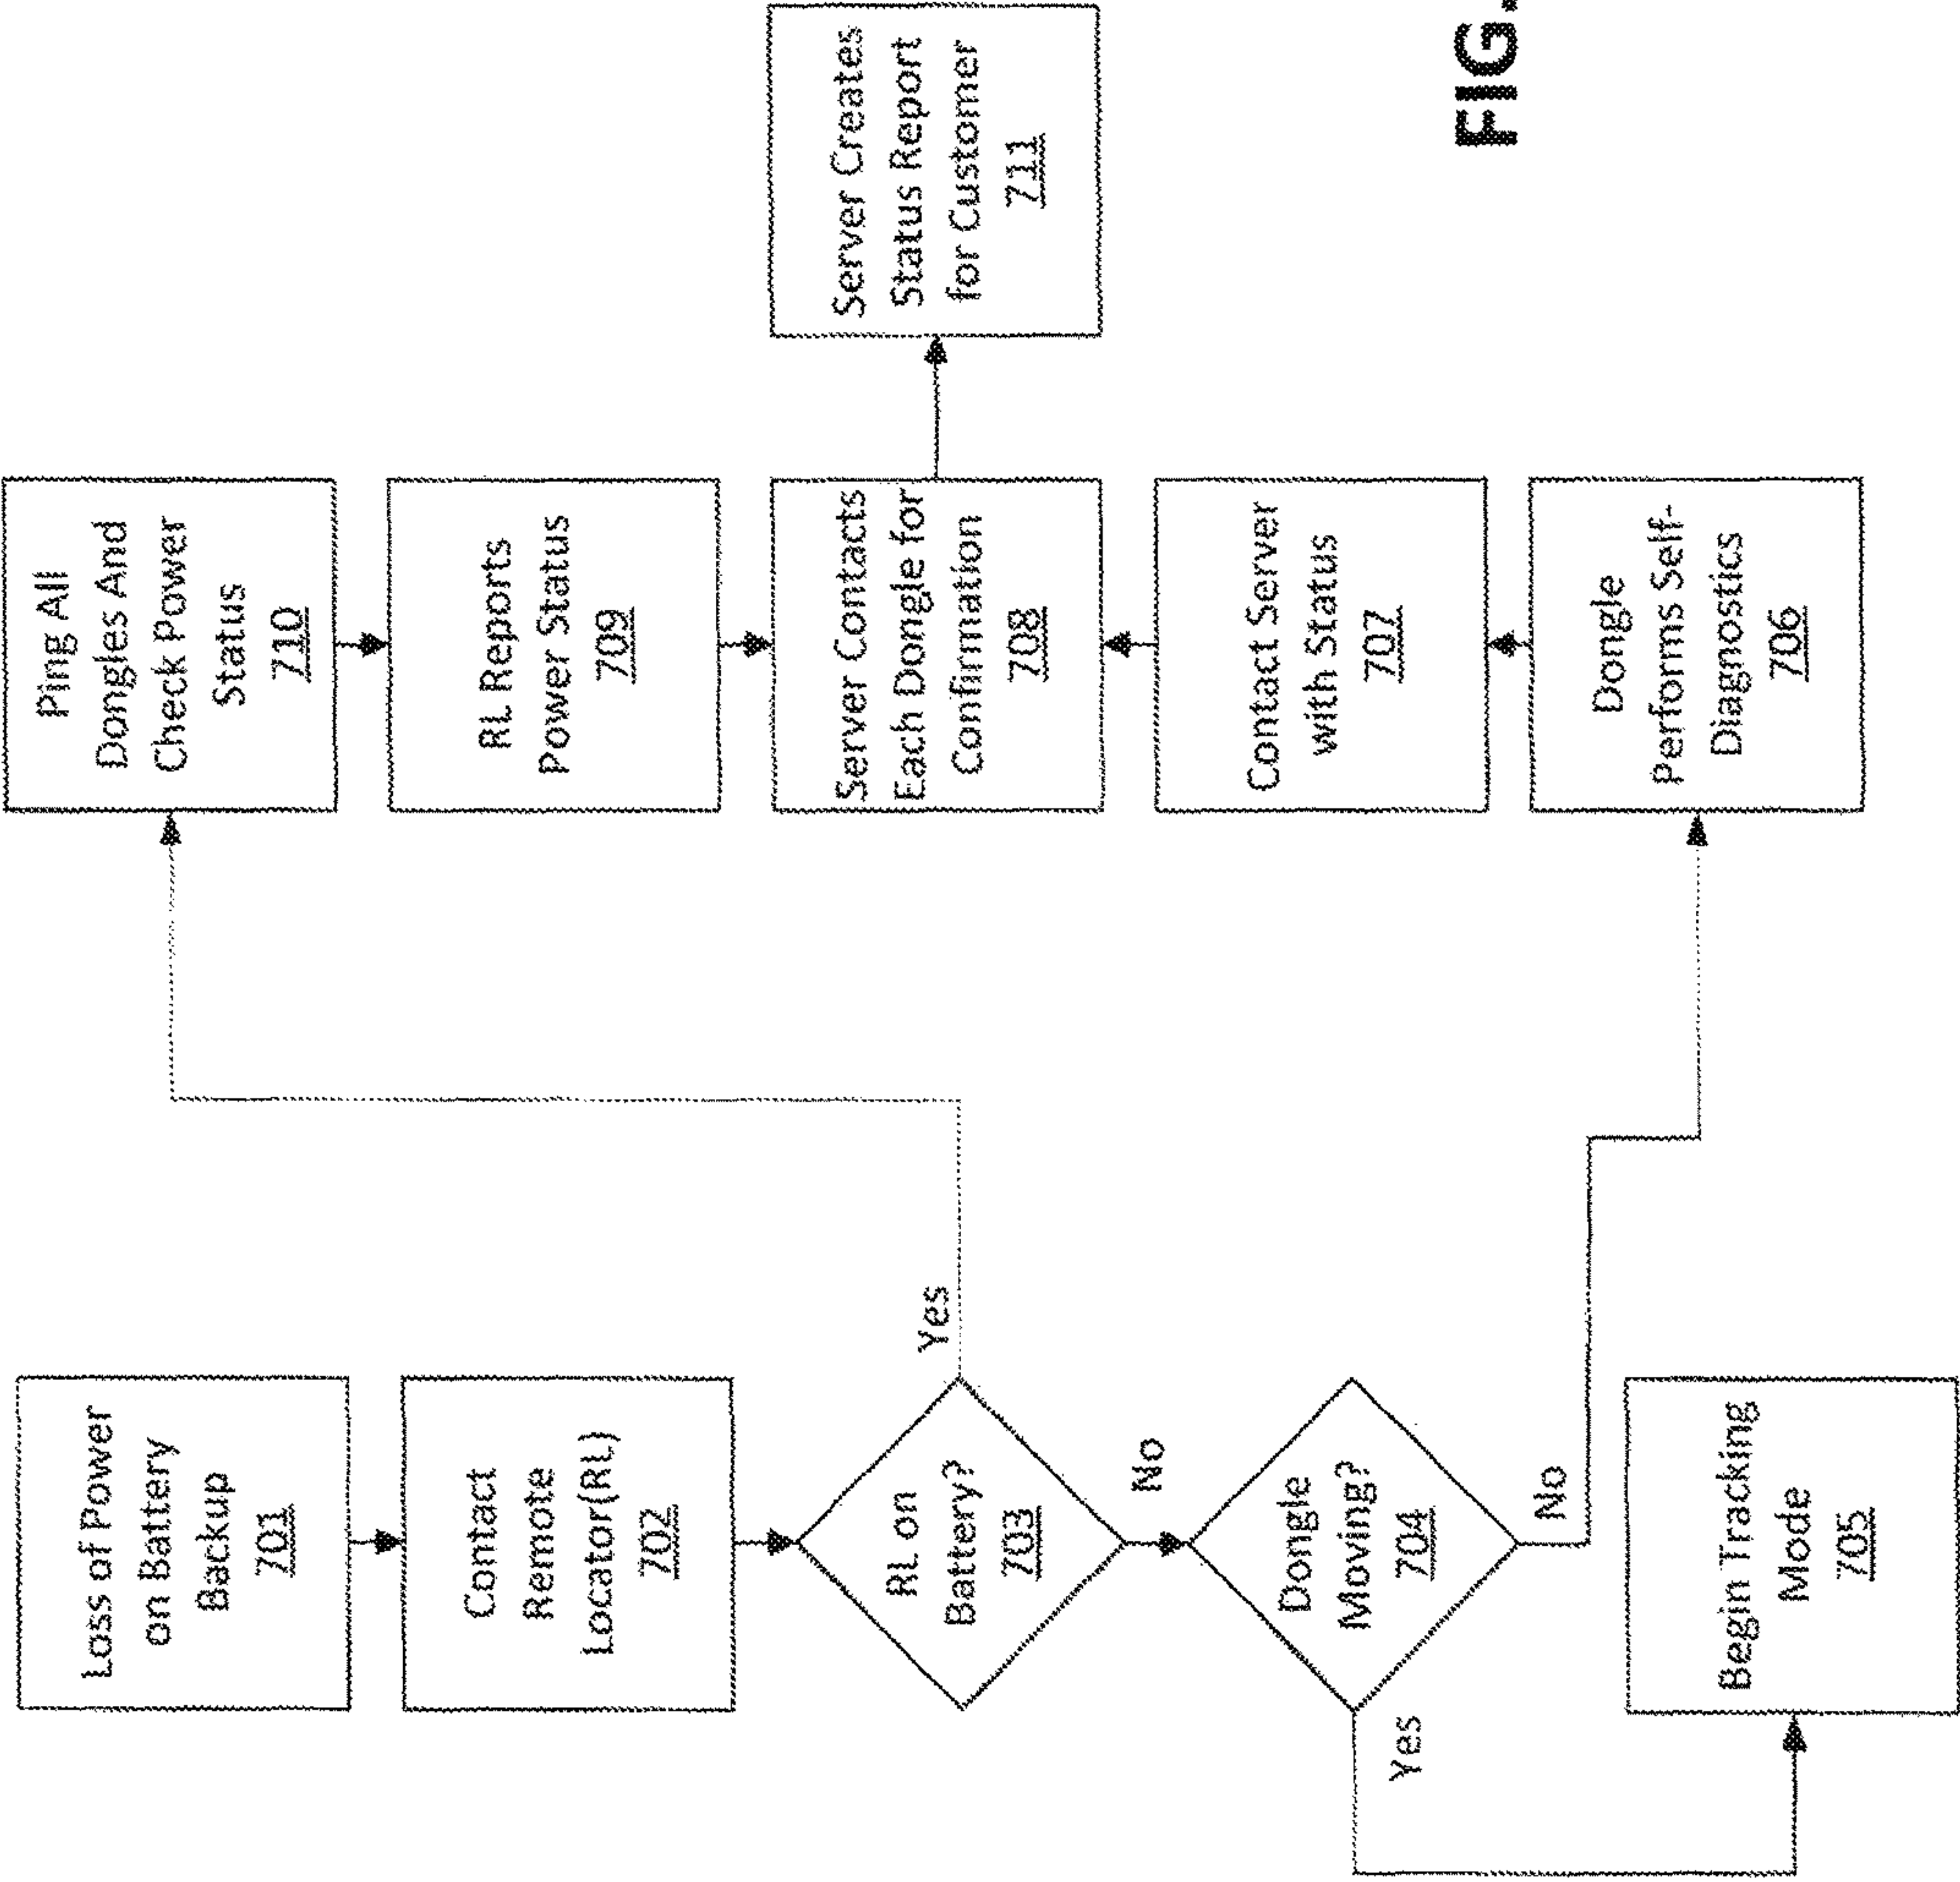 Loss of Power
on Battery
Backup
701
Contact
Remote
Locator(RL)
702
RL on
Battery?
703
Yes
No
Dongle
Moving?
704
Yes
No
Begin Tracking
Mode
705
Ping All
Dongles And
Check Power
Status
710
RL Reports
Power Status
709
Server Contacts
Each Dongle for
Confirmation
708
Contact Server
with Status
707
Dongle
Performs Self-
Diagnostics
706
Server Creates
Status Report
for Customer
711
FIG.